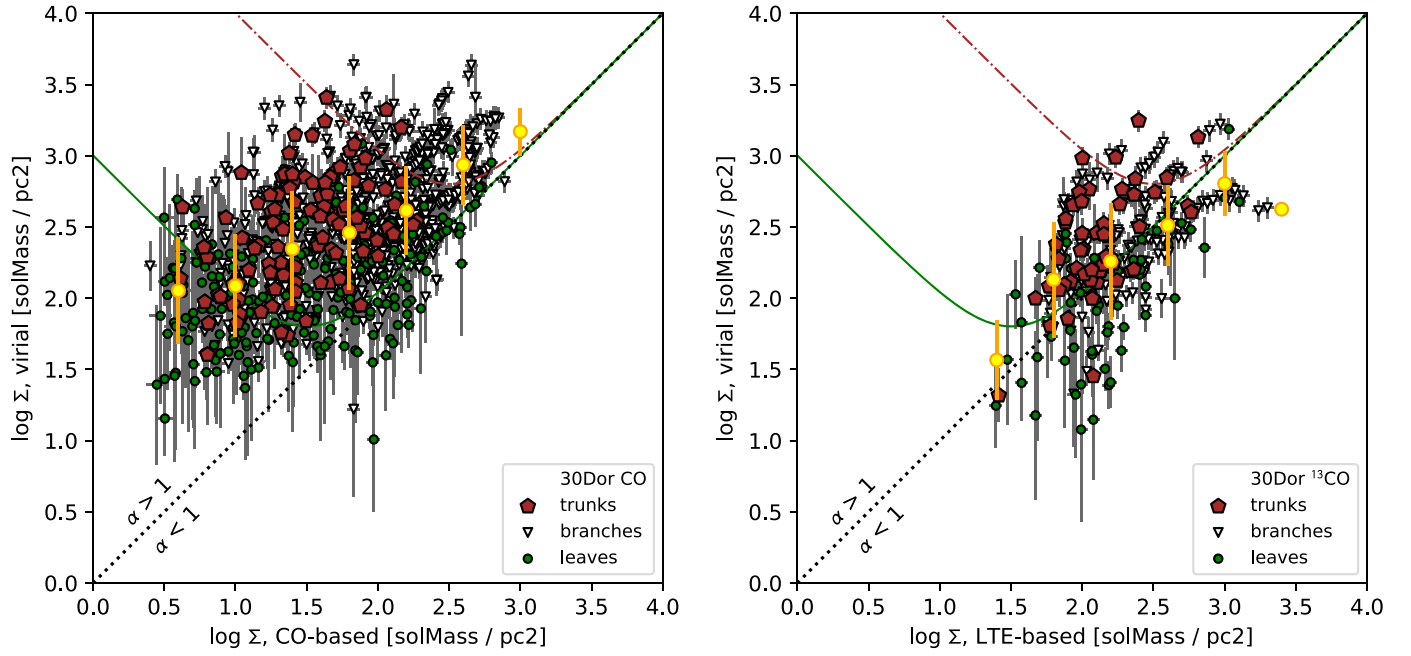 4.0
3.5
3.0
2.5
2.0
1.5
1.0
0.5
0.0
log Σ, virial [solMass / pc2]
α > 1
α < 1
30Dor CO
trunks
branches
leaves
0.0 0.5 1.0 1.5 2.0 2.5 3.0 3.5 4.0
log Σ, CO-based [solMass / pc2]
4.0
3.5
3.0
2.5
2.0
1.5
1.0
0.5
0.0
log Σ, virial [solMass / pc2]
α > 1
α < 1
30Dor ¹³CO
trunks
branches
leaves
0.0 0.5 1.0 1.5 2.0 2.5 3.0 3.5 4.0
log Σ, LTE-based [solMass / pc2]